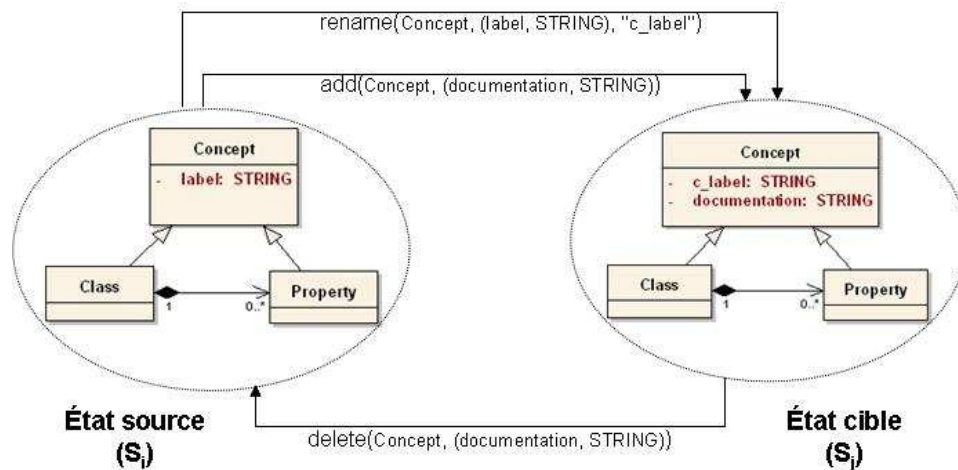 rename(Concept, (label, STRING), "c_label")
add(Concept, (documentation, STRING))
Concept
- label: STRING
Class
1
0..*
Property
Concept
- c_label: STRING
- documentation: STRING
Class
1
0..*
Property
État source
(Si)
delete(Concept, (documentation, STRING))
État cible
(Si)